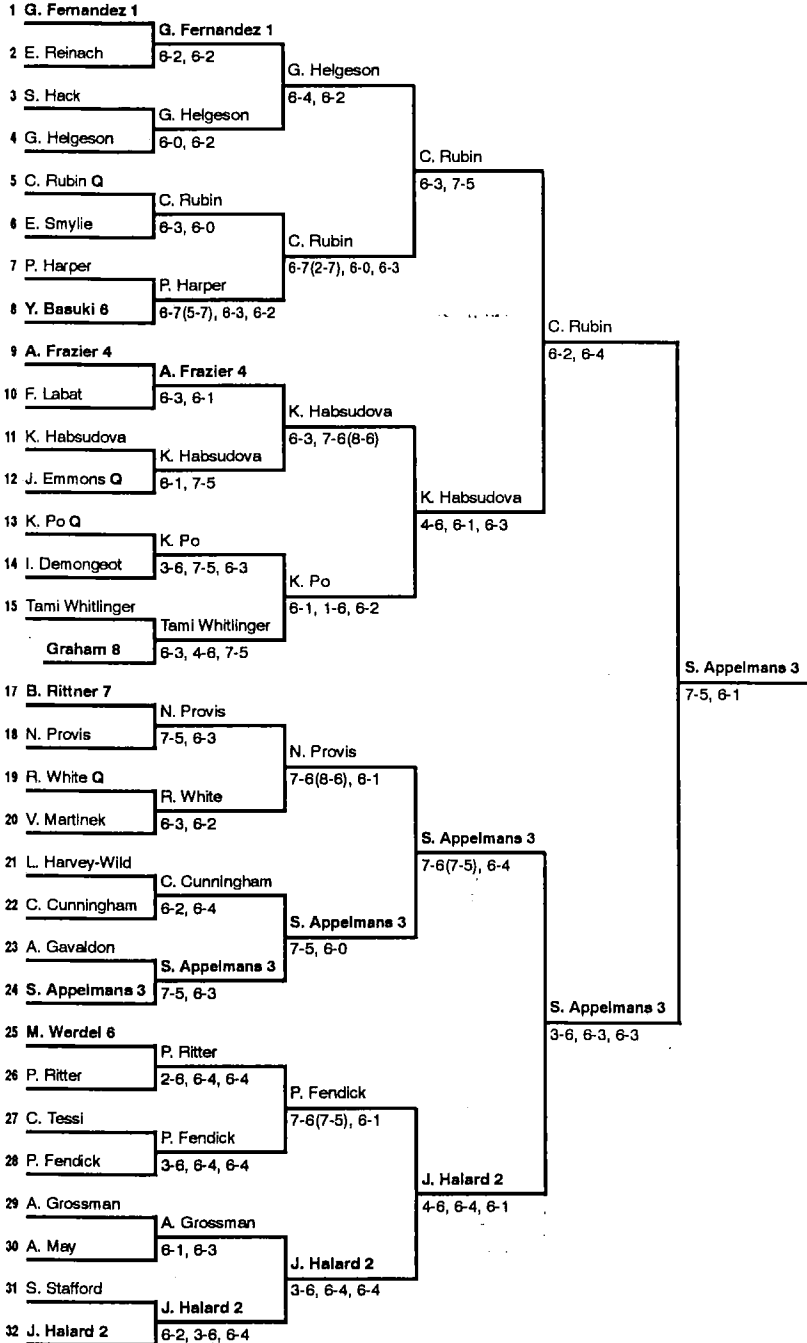 1 G. Fernandez 1
2 E. Reinach
3 S. Hack
4 G. Helgeson
5 C. Rubin Q
6 E. Smylie
7 P. Harper
8 Y. Basuki 6
9 A. Frazier 4
10 F. Labat
11 K. Habsudova
12 J. Emmons Q
13 K. Po Q
14 I. Demongeot
15 Tami Whitlinger
Graham 8
17 B. Rittner 7
18 N. Provis
19 R. White Q
20 V. Martinek
21 L. Harvey-Wild
22 C. Cunningham
23 A. Gavaldon
24 S. Appelmans 3
25 M. Werdel 6
26 P. Ritter
27 C. Tessi
28 P. Fendick
29 A. Grossman
30 A. May
31 S. Stafford
32 J. Halard 2
G. Fernandez 1
6-2, 6-2
G. Helgeson
6-0, 6-2
C. Rubin
6-3, 6-0
P. Harper
6-7(5-7), 6-3, 6-2
A. Frazier 4
6-3, 6-1
K. Habsudova
6-1, 7-5
K. Po
3-6, 7-5, 6-3
Tami Whitlinger
6-3, 4-6, 7-5
N. Provis
7-5, 6-3
R. White
6-3, 6-2
C. Cunningham
6-2, 6-4
S. Appelmans 3
7-5, 6-3
P. Ritter
2-6, 6-4, 6-4
P. Fendick
3-6, 6-4, 6-4
A. Grossman
6-1, 6-3
J. Halard 2
6-2, 3-6, 6-4
G. Helgeson
6-4, 6-2
C. Rubin
6-7(2-7), 6-0, 6-3
K. Habsudova
6-3, 7-6(8-6)
K. Po
6-1, 1-6, 6-2
N. Provis
7-6(8-6), 6-1
S. Appelmans 3
7-5, 6-0
P. Fendick
7-6(7-5), 6-1
J. Halard 2
3-6, 6-4, 6-4
C. Rubin
6-3, 7-5
K. Habsudova
4-6, 6-1, 6-3
S. Appelmans 3
7-6(7-5), 6-4
J. Halard 2
4-6, 6-4, 6-1
C. Rubin
6-2, 6-4
S. Appelmans 3
3-6, 6-3, 6-3
S. Appelmans 3
7-5, 6-1